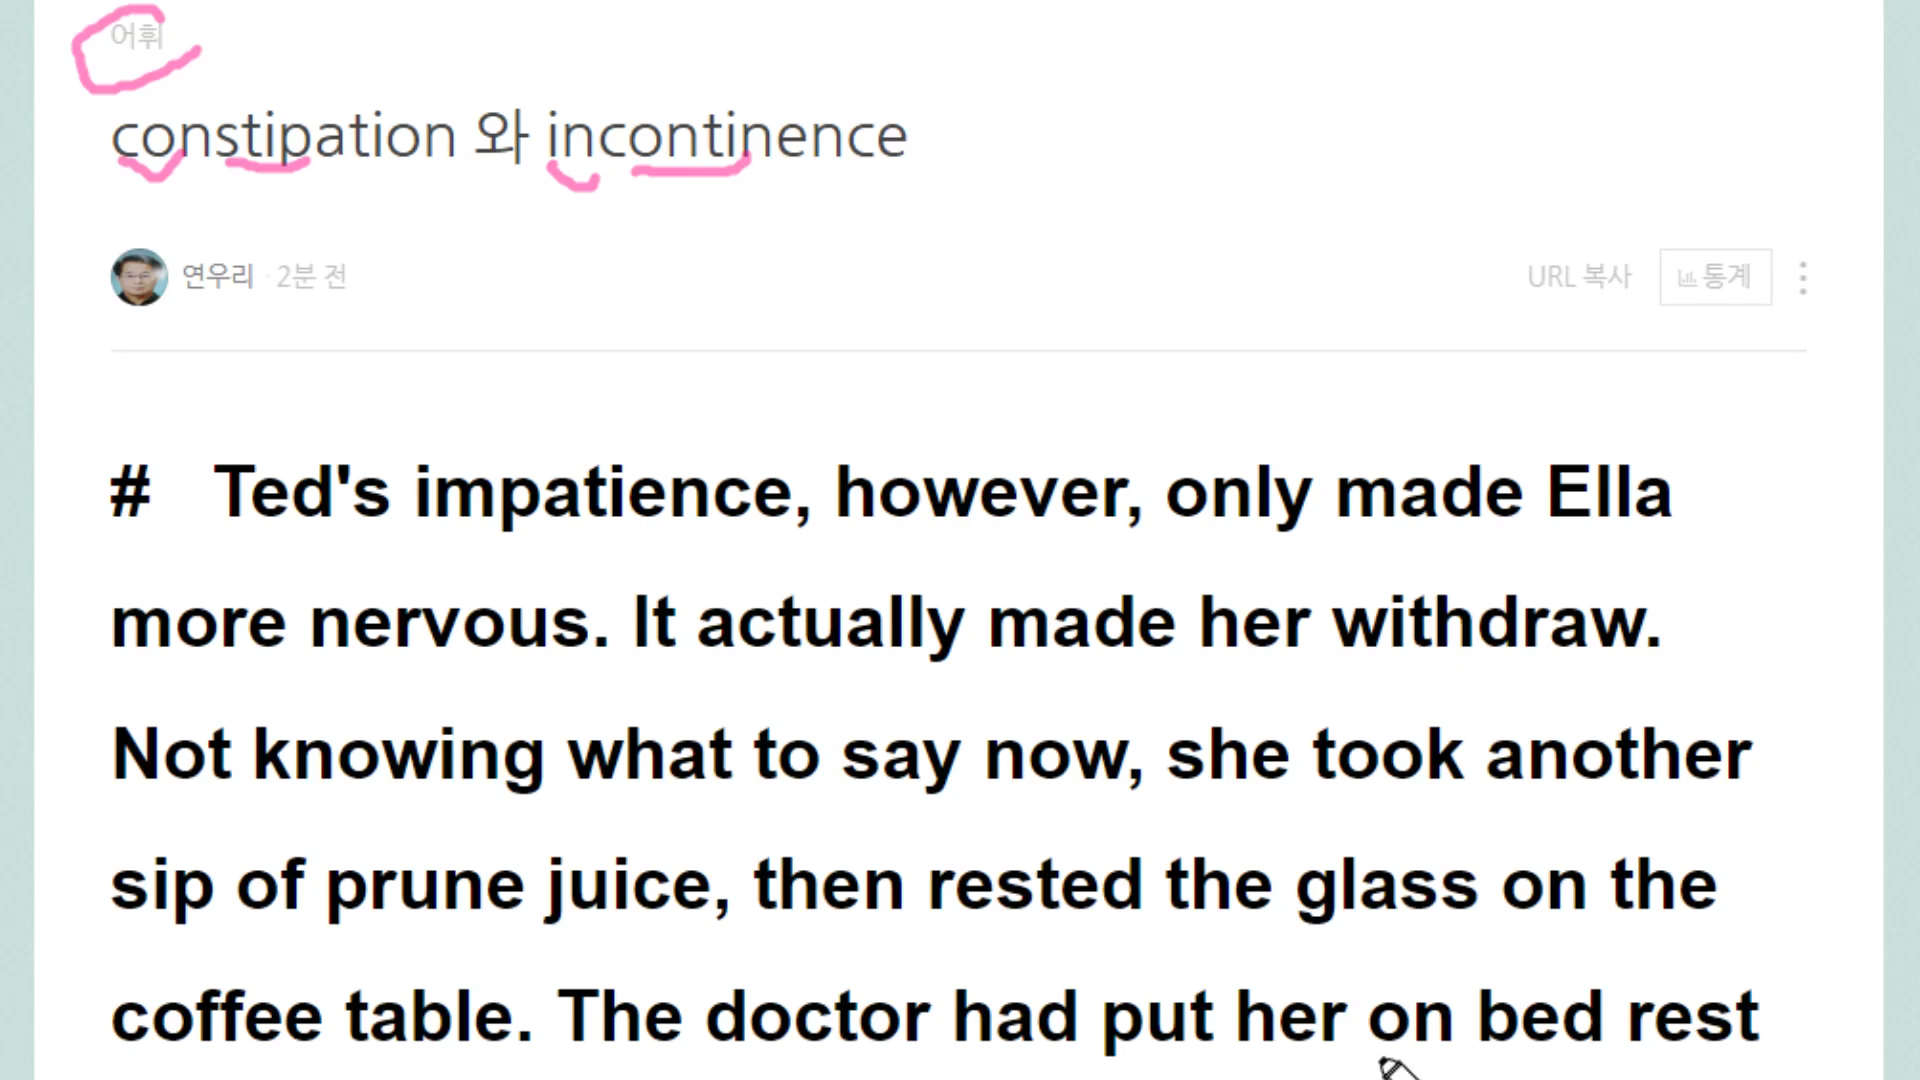 어휘
constipation 와 incontinence
연우리 · 2분 전
URL 복사 통계
# Ted's impatience, however, only made Ella
more nervous. It actually made her withdraw.
Not knowing what to say now, she took another
sip of prune juice, then rested the glass on the
coffee table. The doctor had put her on bed rest